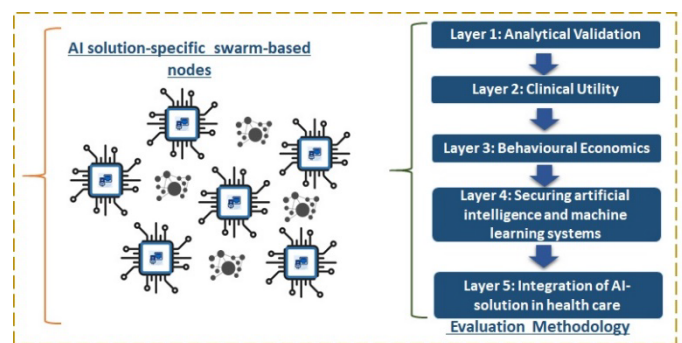 AI solution-specific swarm-based
nodes
Layer 1: Analytical Validation
Layer 2: Clinical Utility
Layer 3: Behavioural Economics
Layer 4: Securing artificial
intelligence and machine
learning systems
Layer 5: Integration of AI-
solution in health care
Evaluation Methodology